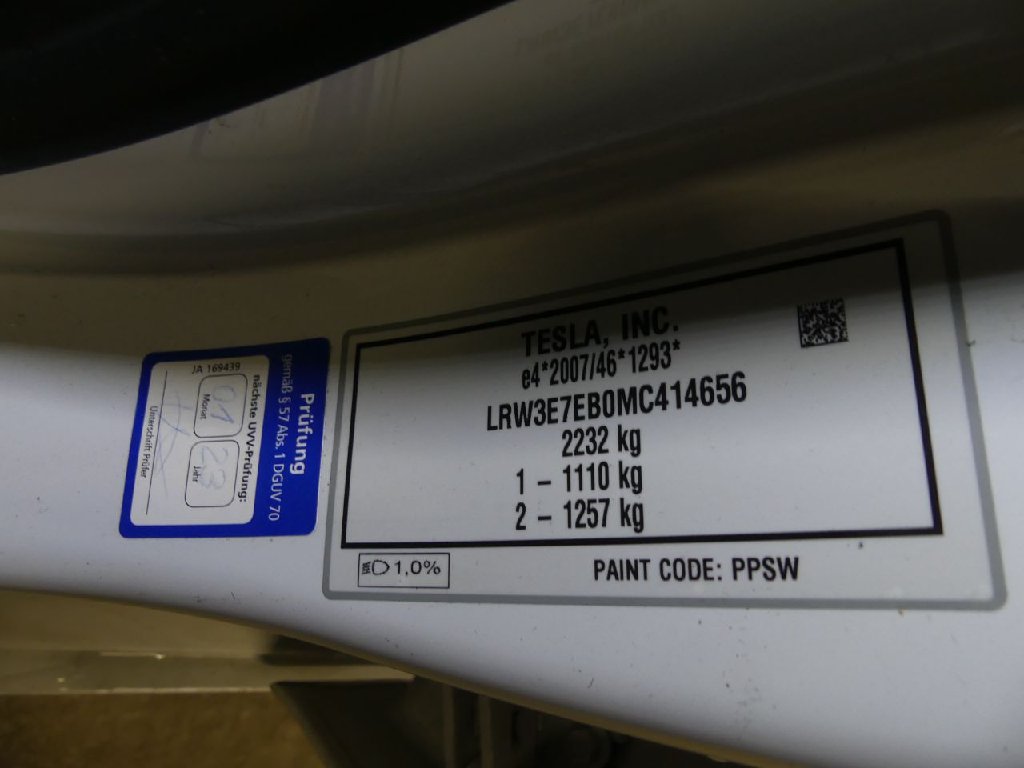 TESLA, INC.
e4*2007/46*1293*
LRW3E7EB0MC414656
2232 kg
1 – 1110 kg
2 – 1257 kg
1,0%
PAINT CODE: PPSW
Prüfung
gemäß § 57 Abs. 1 DGUV 70
nächste UVV-Prüfung:
01 23
Monat Jahr
JA 169439
Unterschrift Prüfer